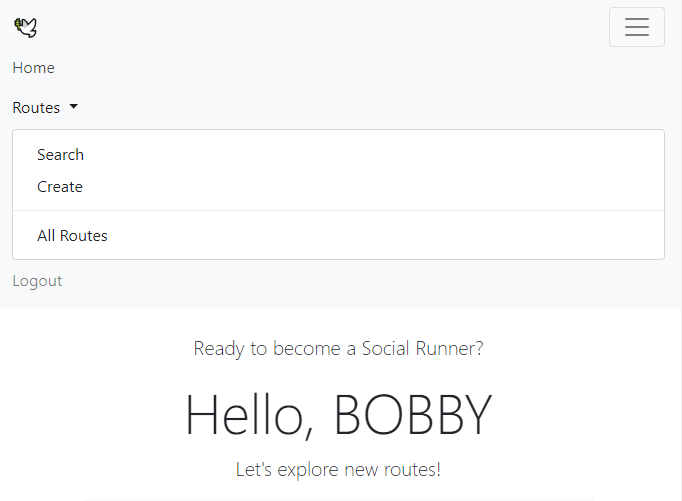 Home
Routes
Search
Create
All Routes
Logout
Ready to become a Social Runner?
Hello, BOBBY
Let's explore new routes!